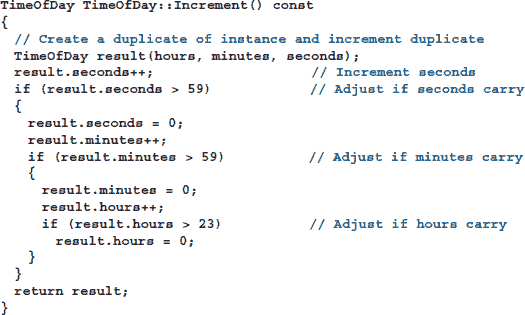 TimeOfDay TimeOfDay::Increment() const
{
  // Create a duplicate of instance and increment duplicate
  TimeOfDay result(hours, minutes, seconds);
  result.seconds++;                    // Increment seconds
  if (result.seconds > 59)             // Adjust if seconds carry
  {
    result.seconds = 0;
    result.minutes++;
    if (result.minutes > 59)           // Adjust if minutes carry
    {
      result.minutes = 0;
      result.hours++;
      if (result.hours > 23)           // Adjust if hours carry
        result.hours = 0;
    }
  }
  return result;
}